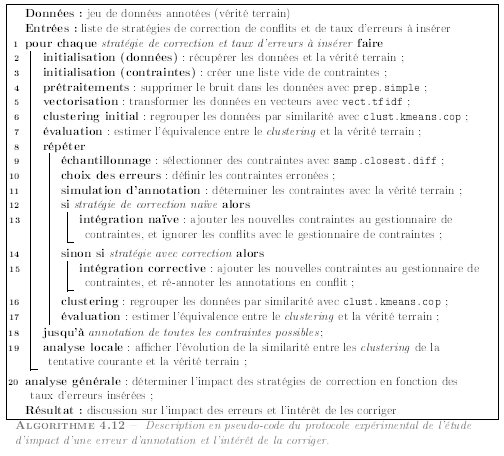 Données : jeu de données annotées (vérité terrain)
Entrées : liste de stratégies de correction de conflits et de taux d'erreurs à insérer
1 pour chaque stratégie de correction et taux d'erreurs à insérer faire
2 initialisation (données) : récupérer les données et la vérité terrain ;
3 initialisation (contraintes) : créer une liste vide de contraintes ;
4 prétraitements : supprimer le bruit dans les données avec prep.simple ;
5 vectorisation : transformer les données en vecteurs avec vect.tfidf ;
6 clustering initial : regrouper les données par similarité avec clust.kmeans.cop ;
7 évaluation : estimer l'équivalence entre le clustering et la vérité terrain ;
8 répéter
9 échantillonnage : sélectionner des contraintes avec samp.closest.diff ;
10 choix des erreurs : définir les contraintes erronées ;
11 simulation d'annotation : déterminer les contraintes avec la vérité terrain ;
12 si stratégie de correction naïve alors
13 intégration naïve : ajouter les nouvelles contraintes au gestionnaire de
contraintes, et ignorer les conflits avec le gestionnaire de contraintes ;
14 sinon si stratégie avec correction alors
15 intégration corrective : ajouter les nouvelles contraintes au gestionnaire de
contraintes, et ré-annoter les annotations en conflit ;
16 clustering : regrouper les données par similarité avec clust.kmeans.cop ;
17 évaluation : estimer l'équivalence entre le clustering et la vérité terrain ;
18 jusqu'à annotation de toutes les contraintes possibles;
19 analyse locale : afficher l'évolution de la similarité entre les clustering de la
tentative courante et la vérité terrain ;
20 analyse générale : déterminer l'impact des stratégies de correction en fonction des
taux d'erreurs insérées ;
Résultat : discussion sur l'impact des erreurs et l'intérêt de les corriger
ALGORITHME 4.12 – Description en pseudo-code du protocole expérimental de l'étude
d'impact d'une erreur d'annotation et l'intérêt de la corriger.